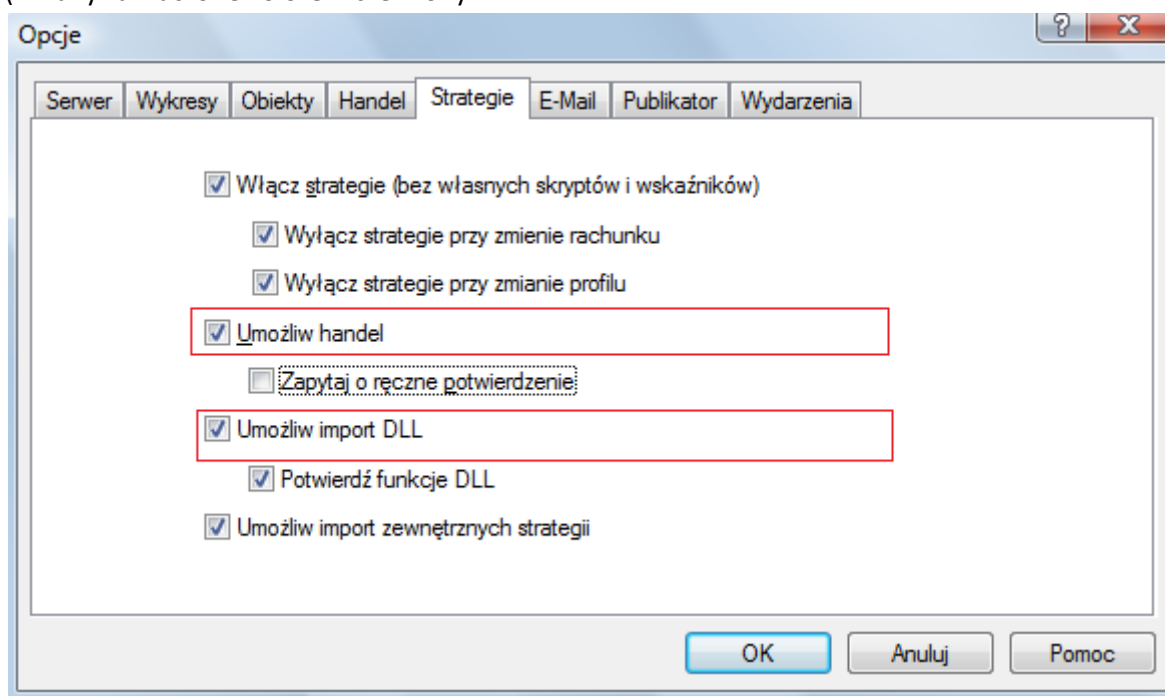 Opcje
?
X
Serwer Wykresy Obiekty Handel Strategie E-Mail Publikator Wydarzenia
Włącz strategie (bez własnych skryptów i wskaźników)
Wyłącz strategie przy zmienie rachunku
Wyłącz strategie przy zmianie profilu
Umożliw handel
Zapytaj o ręczne potwierdzenie
Umożliw import DLL
Potwierdź funkcje DLL
Umożliw import zewnętrznych strategii
OK Anuluj Pomoc